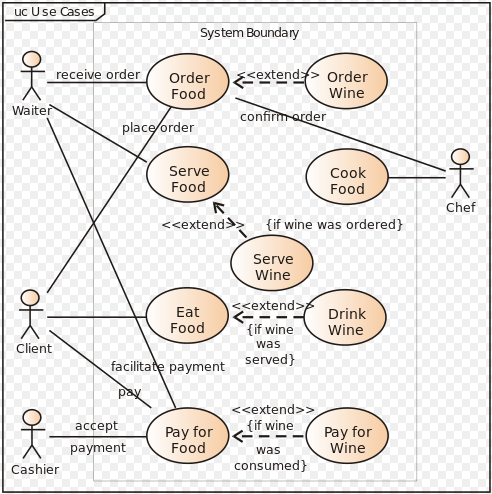 uc Use Cases
System Boundary
receive order
Order
Food
<<extend>>
Order
Wine
Waiter
place order
confirm order
Serve
Food
Cook
Food
Chef
<<extend>>
{if wine was ordered}
Serve
Wine
Eat
Food
<<extend>>
{if wine
was
served}
Drink
Wine
Client
facilitate payment
pay
accept
payment
Cashier
Pay for
Food
<<extend>>
{if wine
was
consumed}
Pay for
Wine